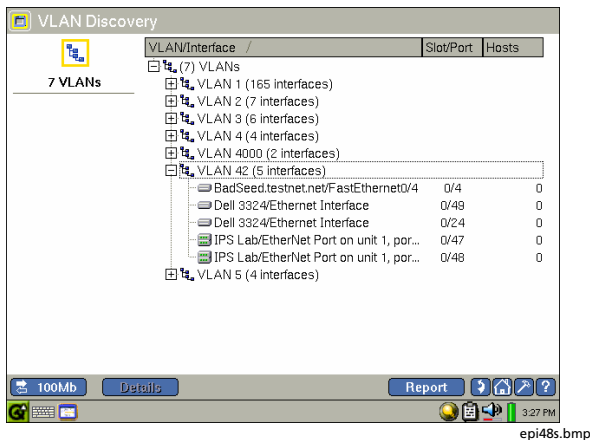 VLAN Discovery
7 VLANs
VLAN/Interface / Slot/Port Hosts
(7) VLANs
VLAN 1 (165 interfaces)
VLAN 2 (7 interfaces)
VLAN 3 (6 interfaces)
VLAN 4 (4 interfaces)
VLAN 4000 (2 interfaces)
VLAN 42 (5 interfaces)
BadSeed.testnet.net/FastEthernet0/4 0/4 0
Dell 3324/Ethernet Interface 0/49 0
Dell 3324/Ethernet Interface 0/24 0
IPS Lab/EtherNet Port on unit 1, por... 0/47 0
IPS Lab/EtherNet Port on unit 1, por... 0/48 0
VLAN 5 (4 interfaces)
100Mb Details Report ?
3:27 PM
epi48s.bmp